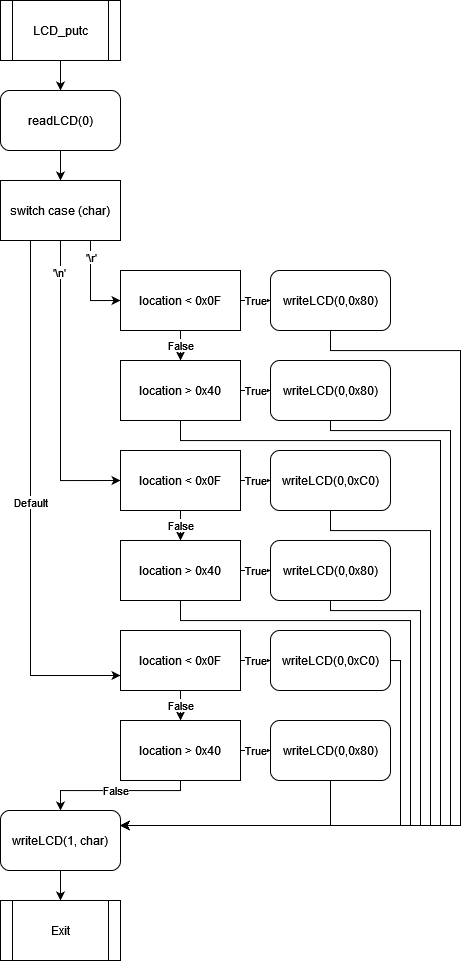 LCD_putc
readLCD(0)
switch case (char)
'\r'
'\n'
location < 0x0F
True
writeLCD(0,0x80)
False
location > 0x40
True
writeLCD(0,0x80)
location < 0x0F
True
writeLCD(0,0xC0)
Default
False
location > 0x40
True
writeLCD(0,0x80)
location < 0x0F
True
writeLCD(0,0xC0)
False
location > 0x40
True
writeLCD(0,0x80)
False
writeLCD(1, char)
Exit